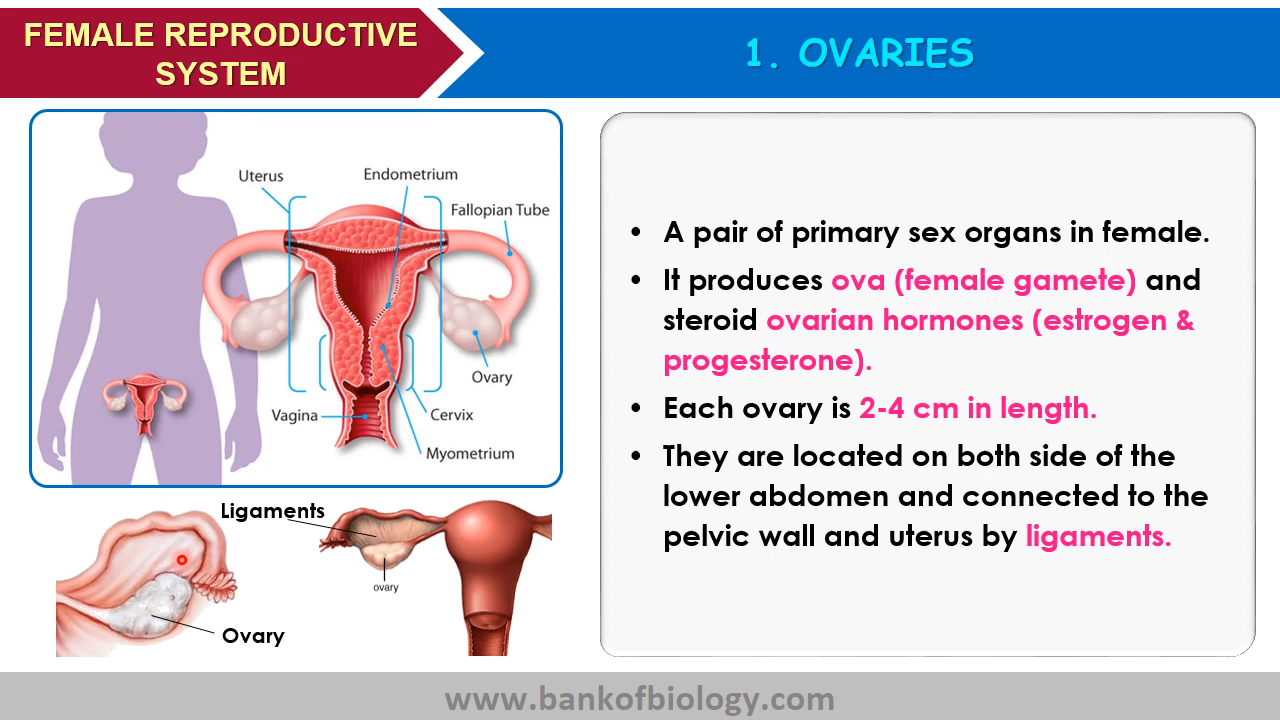 FEMALE REPRODUCTIVE
SYSTEM
1. OVARIES
Uterus
Endometrium
Fallopian Tube
Ovary
Vagina
Cervix
Myometrium
Ligaments
ovary
Ovary
• A pair of primary sex organs in female.
• It produces ova (female gamete) and
steroid ovarian hormones (estrogen &
progesterone).
• Each ovary is 2-4 cm in length.
• They are located on both side of the
lower abdomen and connected to the
pelvic wall and uterus by ligaments.
www.bankofbiology.com